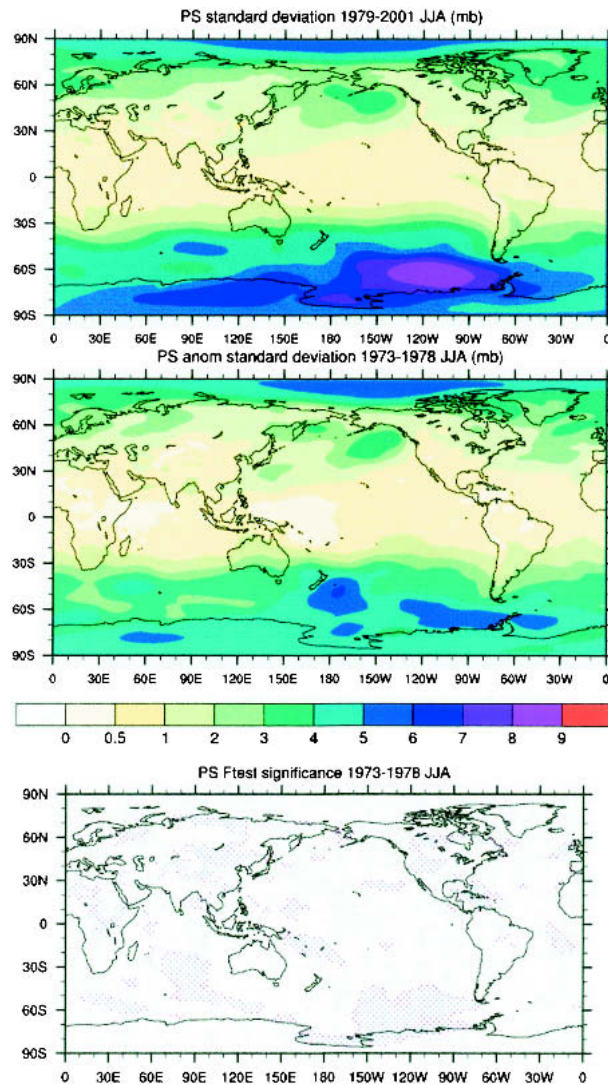 PS standard deviation 1979-2001 JJA (mb)
90N
60N
30N
0
30S
60S
90S
0 30E 60E 90E 120E 150E 180 150W 120W 90W 60W 30W 0
PS anom standard deviation 1973-1978 JJA (mb)
90N
60N
30N
0
30S
60S
90S
0 30E 60E 90E 120E 150E 180 150W 120W 90W 60W 30W 0
0 0.5 1 2 3 4 5 6 7 8 9
PS Ftest significance 1973-1978 JJA
90N
60N
30N
0
30S
60S
90S
0 30E 60E 90E 120E 150E 180 150W 120W 90W 60W 30W 0